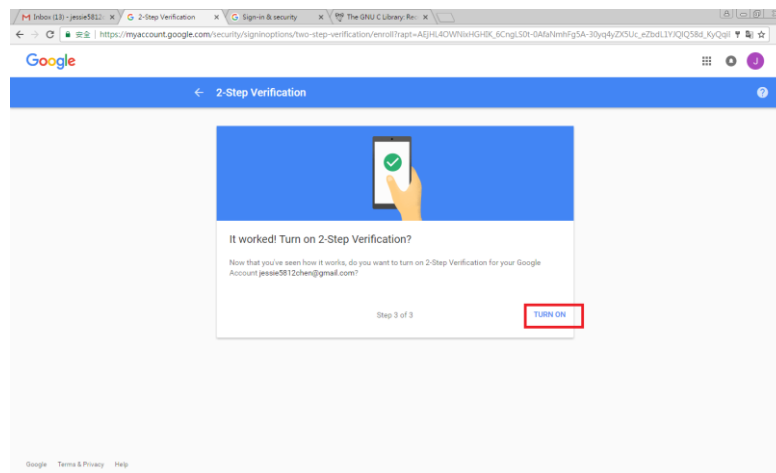 Inbox (13) - jessie5812
2-Step Verification
Sign-in & security
The GNU C Library: Re
安全 | https://myaccount.google.com/security/signinoptions/two-step-verification/enroll?rapt=
Google
J
2-Step Verification
It worked! Turn on 2-Step Verification?
Now that you've seen how it works, do you want to turn on 2-Step Verification for your Google
Account jessie5812chen@gmail.com?
Step 3 of 3
TURN ON
Google Terms & Privacy Help